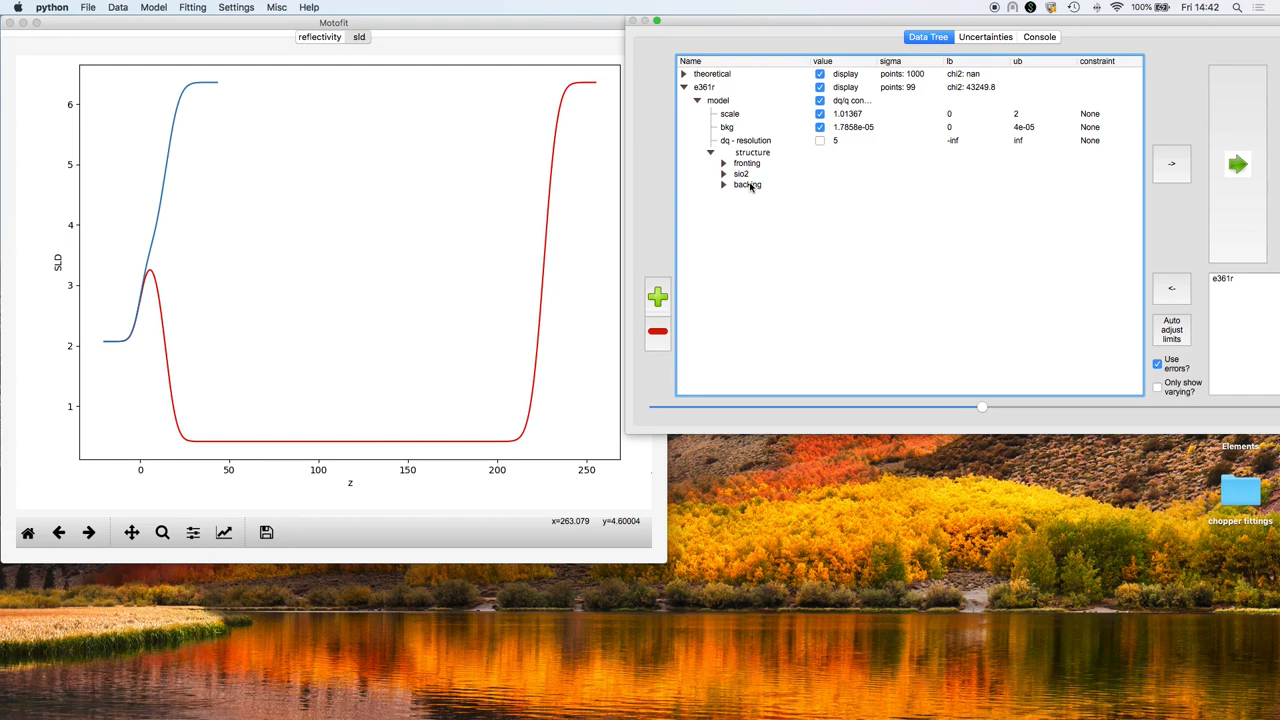 python File Data Model Fitting Settings Misc Help 100% Fri 14:42
Motofit
reflectivity sld
SLD
6
5
4
3
2
1
0 50 100 150 200 250
z
x=263.079 y=4.60004
Data Tree Uncertainties Console
Name value sigma lb ub constraint
theoretical display points: 1000 chi2: nan
e361r display points: 99 chi2: 43249.8
model dq/q con...
scale 1.01367 0 2 None
bkg 1.7858e-05 0 4e-05 None
dq - resolution 5 -inf inf None
structure
fronting
sio2
backing
->
<-
Auto
adjust
limits
Use
errors?
Only show
varying?
e361r
Elements
chopper fittings